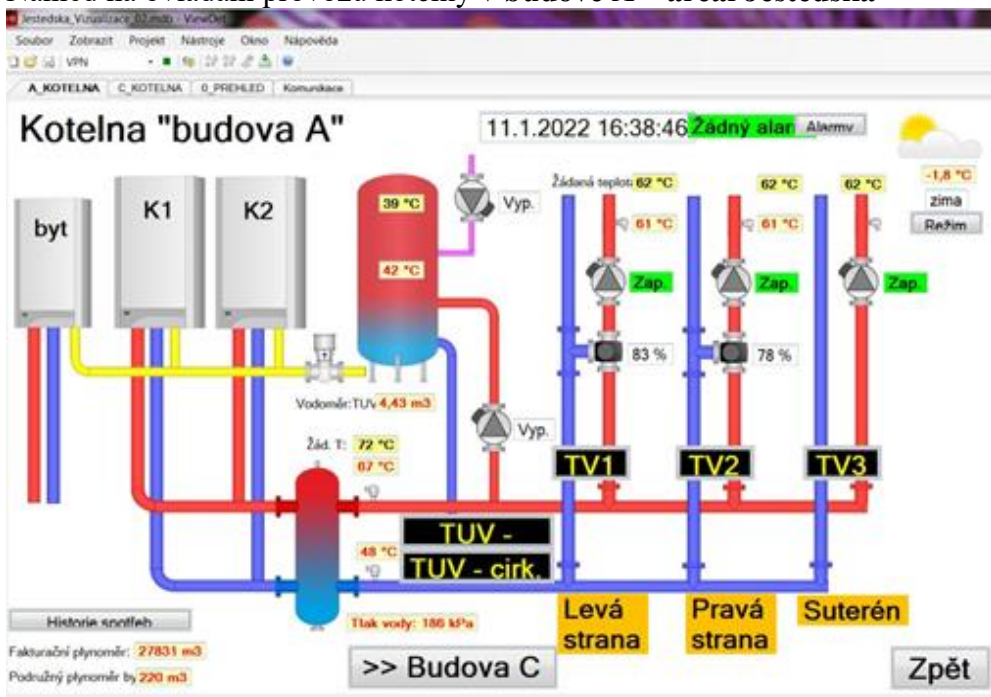 Jestedska_Vizualizace_02.mdb - ViewDet
Soubor Zobrazit Projekt Nástroje Okno Nápověda
VPN
A_KOTELNA C_KOTELNA 0_PREHLED Komunikace
Kotelna "budova A"
11.1.2022 16:38:46 Žádný alar Alarmy
-1,8 °C
zima
Režim
byt K1 K2
39 °C
42 °C
Vyp.
Žádaná teplota 62 °C 62 °C 62 °C
61 °C 61 °C
Zap. Zap. Zap.
83 % 78 %
Vodoměr:TUV 4,43 m3
Vyp.
Žád. T: 72 °C
67 °C
TV1 TV2 TV3
TUV -
TUV - cirk.
48 °C
Tlak vody: 186 kPa
Levá strana
Pravá strana
Suterén
Historie spotřeb
Fakturační plynoměr: 27831 m3
Podružný plynoměr by 220 m3
>> Budova C
Zpět